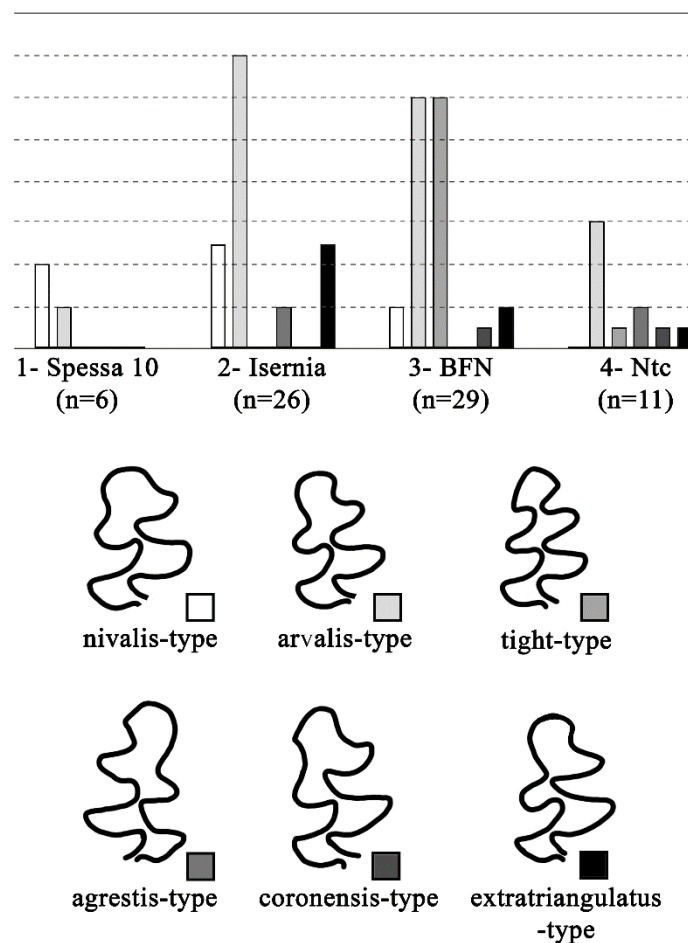 1- Spessa 10 2- Isernia 3- BFN 4- Ntc
(n=6) (n=26) (n=29) (n=11)
nivalis-type arvalis-type tight-type
agrestis-type coronensis-type extratriangulatus
-type